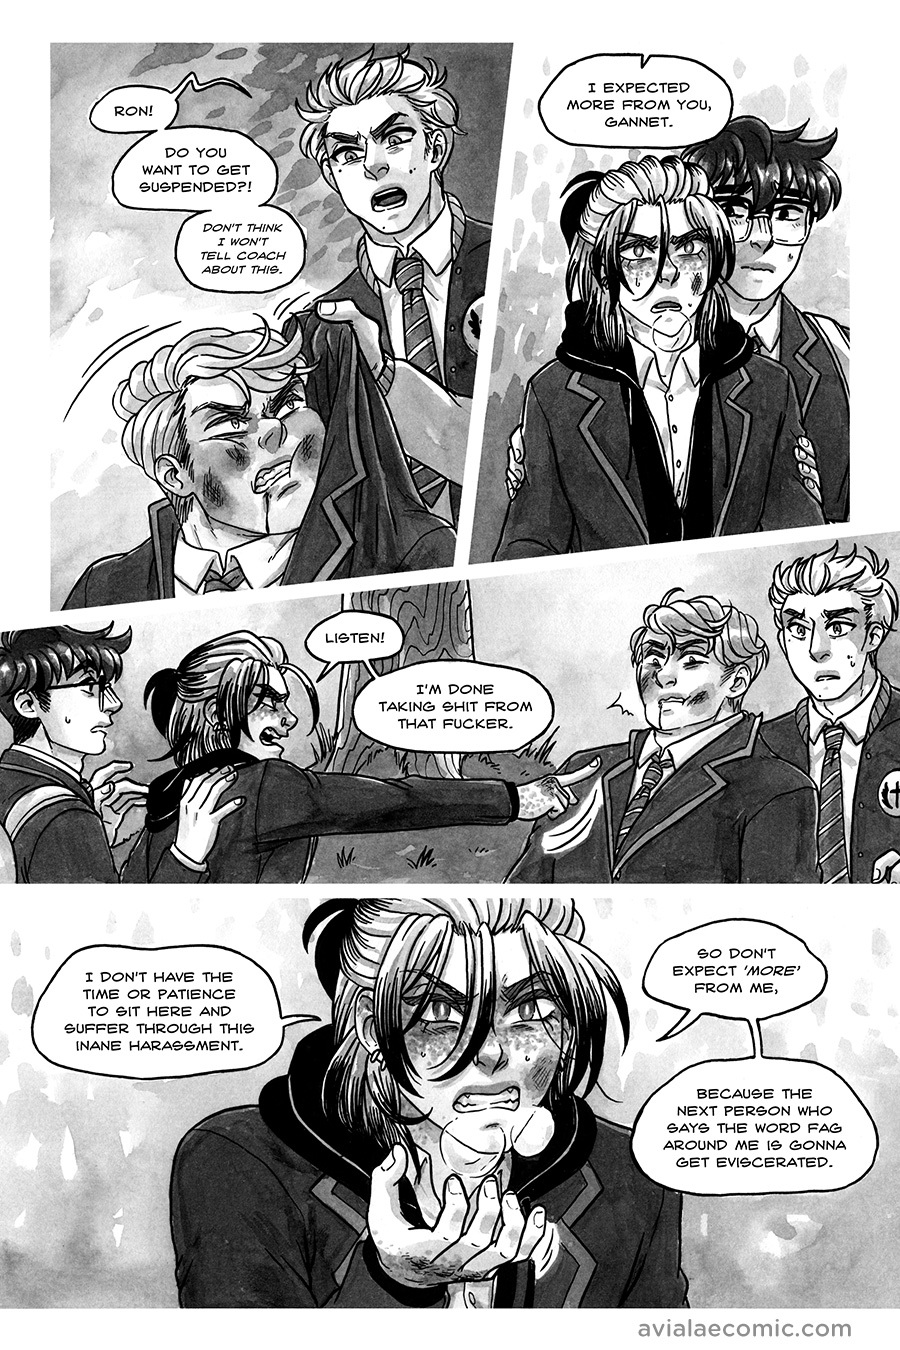 RON!
DO YOU
WANT TO GET
SUSPENDED?!
DON'T THINK
I WON'T
TELL COACH
ABOUT THIS.
I EXPECTED
MORE FROM YOU,
GANNET.
LISTEN!
I'M DONE
TAKING SHIT FROM
THAT FUCKER.
I DON'T HAVE THE
TIME OR PATIENCE
TO SIT HERE AND
SUFFER THROUGH THIS
INANE HARASSMENT.
SO DON'T
EXPECT 'MORE'
FROM ME,
BECAUSE THE
NEXT PERSON WHO
SAYS THE WORD FAG
AROUND ME IS GONNA
GET EVISCERATED.
avialaecomic.com